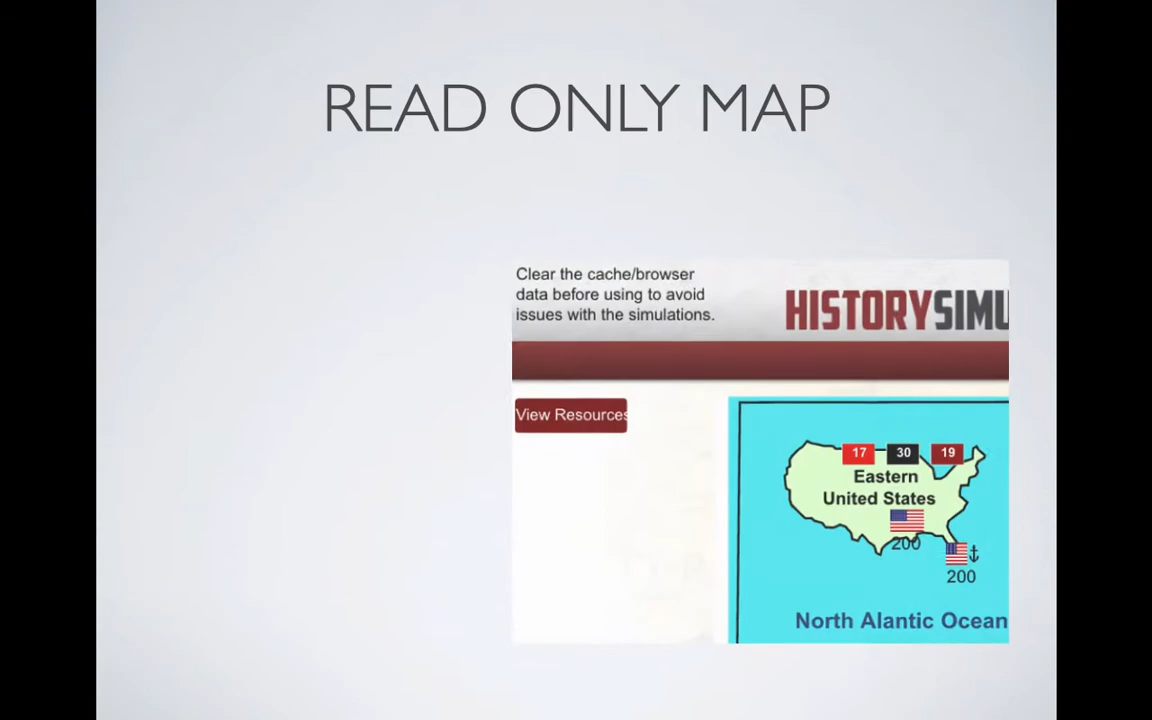 READ ONLY MAP
Clear the cache/browser
data before using to avoid
issues with the simulations.
HISTORYSIMU
View Resources
17 30 19
Eastern
United States
200
200
North Alantic Ocean